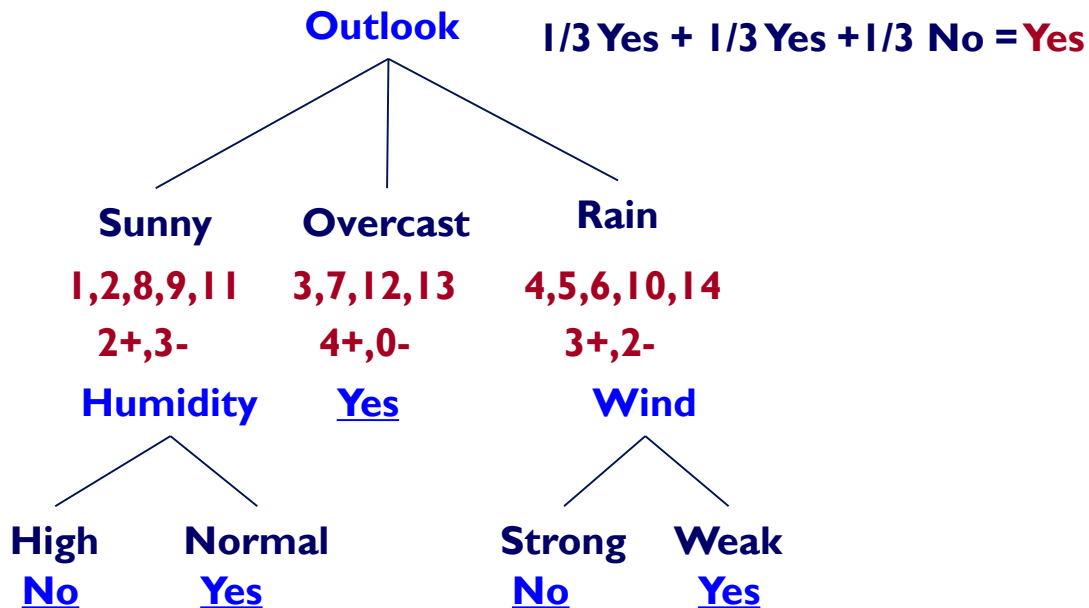 Outlook
1/3 Yes + 1/3 Yes +1/3 No = Yes
Sunny Overcast Rain
1,2,8,9,11 3,7,12,13 4,5,6,10,14
2+,3- 4+,0- 3+,2-
Humidity Yes Wind
High Normal Strong Weak
No Yes No Yes